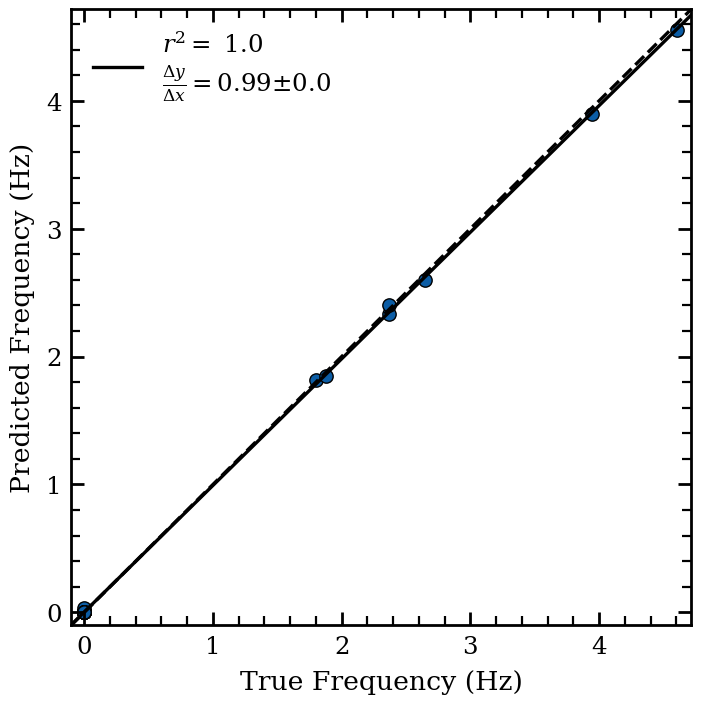 r² = 1.0
Δy/Δx = 0.99±0.0
4
3
2
1
0
Predicted Frequency (Hz)
0 1 2 3 4
True Frequency (Hz)